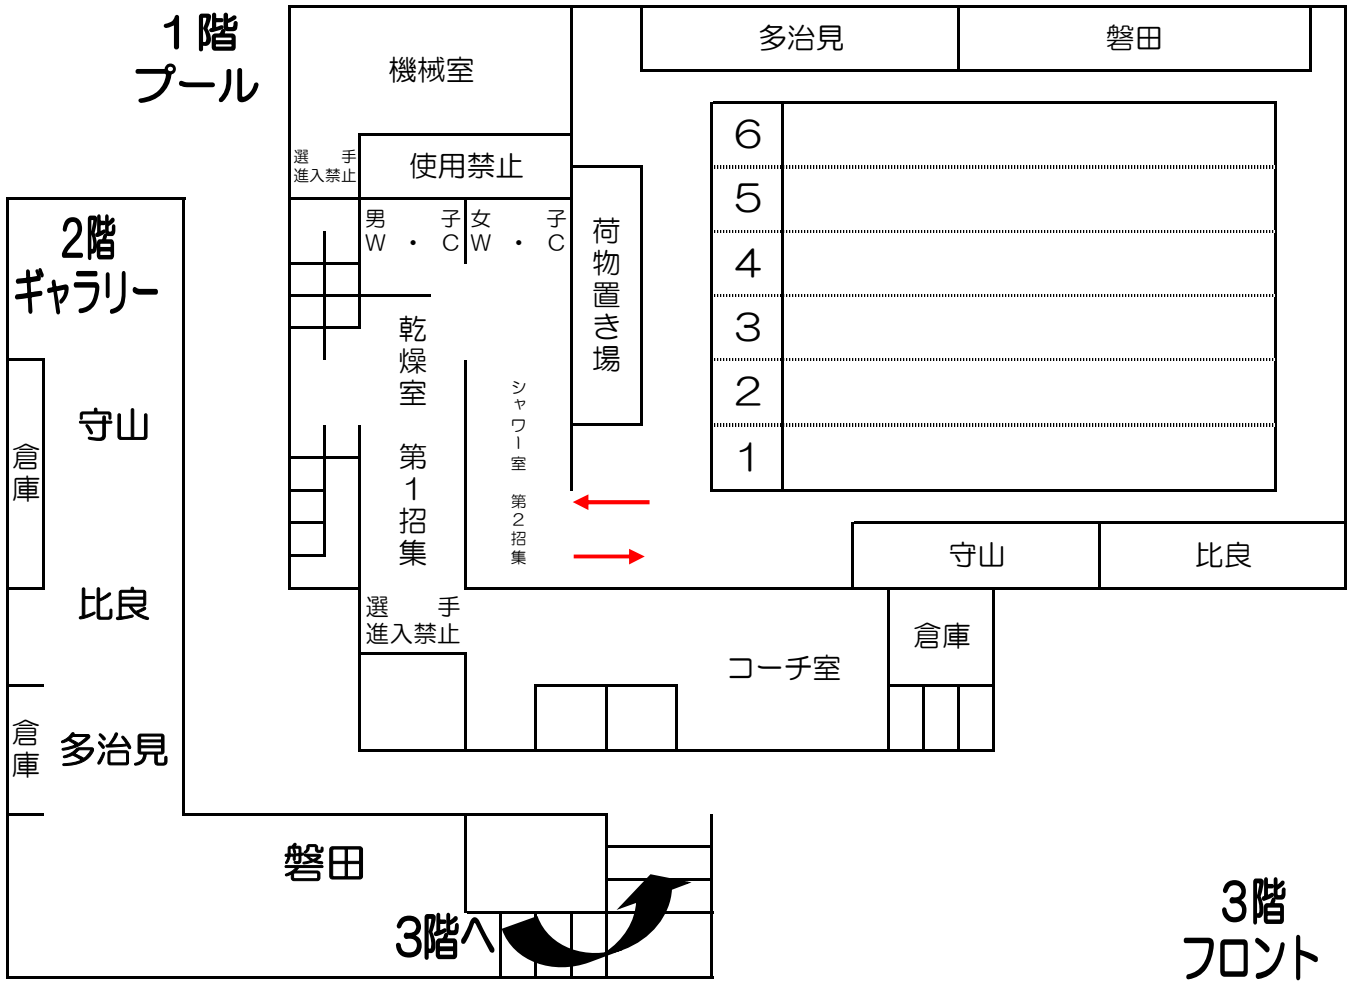 １階
プール
機械室
選　手
進入禁止
使用禁止
男　子
Ｗ・Ｃ
女　子
Ｗ・Ｃ
荷物置き場
乾燥室　第１招集
シャワー室　第２招集
選　手
進入禁止
多治見
磐田
6
5
4
3
2
1
守山
比良
倉庫
コーチ室
2階
ギャラリー
守山
倉庫
比良
倉庫
多治見
磐田
3階へ
3階
フロント